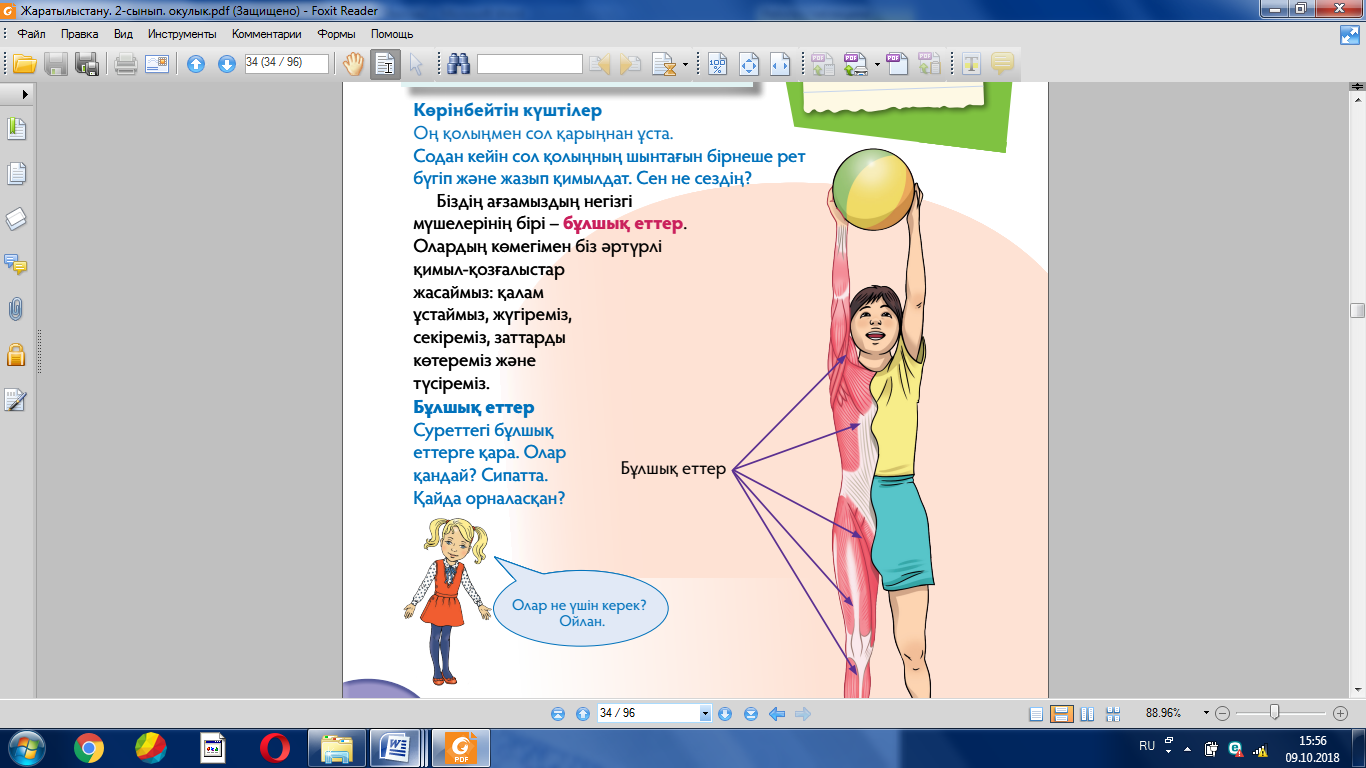 Жаратылыстану. 2-сынып. окулык.pdf (Защищено) - Foxit Reader
Файл Правка Вид Инструменты Комментарии Формы Помощь
34 (34 / 96)
Көрінбейтін күштілер
Оң қолыңмен сол қарыңнан ұста.
Содан кейін сол қолыңның шынтағын бірнеше рет
бүгіп және жазып қимылдат. Сен не сездің?
Біздің ағзамыздың негізгі
мүшелерінің бірі – бұлшық еттер.
Олардың көмегімен біз әртүрлі
қимыл-қозғалыстар
жасаймыз: қалам
ұстаймыз, жүгіреміз,
секіреміз, заттарды
көтереміз және
түсіреміз.
Бұлшық еттер
Суреттегі бұлшық
еттерге қара. Олар
қандай? Сипатта.
Қайда орналасқан?
Бұлшық еттер
Олар не үшін керек?
Ойлан.
34 / 96
88.96%
RU
15:56
09.10.2018